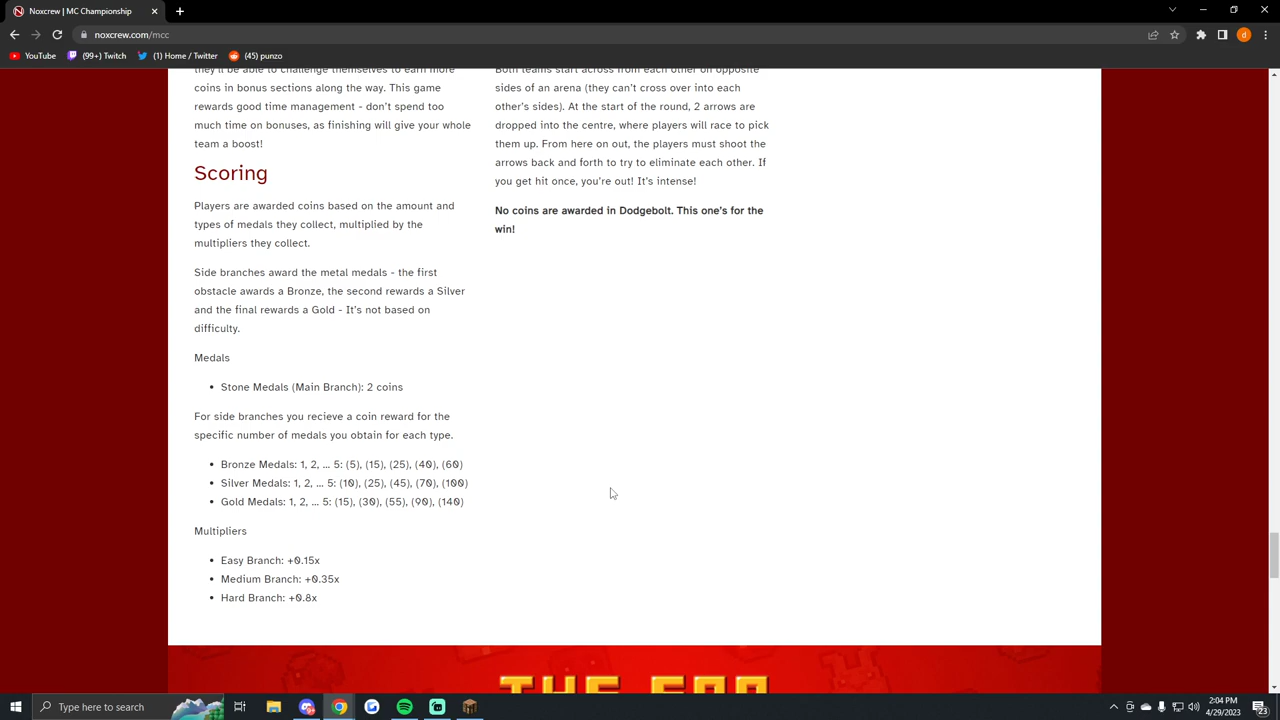 Noxcrew | MC Championship
noxcrew.com/mcc
d
YouTube
(99+) Twitch
(1) Home / Twitter
(45) punzo
they'll be able to challenge themselves to earn more
coins in bonus sections along the way. This game
rewards good time management - don't spend too
much time on bonuses, as finishing will give your whole
team a boost!
Scoring
Players are awarded coins based on the amount and
types of medals they collect, multiplied by the
multipliers they collect.
Side branches award the metal medals - the first
obstacle awards a Bronze, the second rewards a Silver
and the final rewards a Gold - It's not based on
difficulty.
Medals
• Stone Medals (Main Branch): 2 coins
For side branches you recieve a coin reward for the
specific number of medals you obtain for each type.
• Bronze Medals: 1, 2, ... 5: (5), (15), (25), (40), (60)
• Silver Medals: 1, 2, ... 5: (10), (25), (45), (70), (100)
• Gold Medals: 1, 2, ... 5: (15), (30), (55), (90), (140)
Multipliers
• Easy Branch: +0.15x
• Medium Branch: +0.35x
• Hard Branch: +0.8x
Both teams start across from each other on opposite
sides of an arena (they can't cross over into each
other's sides). At the start of the round, 2 arrows are
dropped into the centre, where players will race to pick
them up. From here on out, the players must shoot the
arrows back and forth to try to eliminate each other. If
you get hit once, you're out! It's intense!
No coins are awarded in Dodgebolt. This one's for the
win!
Type here to search
2:04 PM
4/29/2023
23